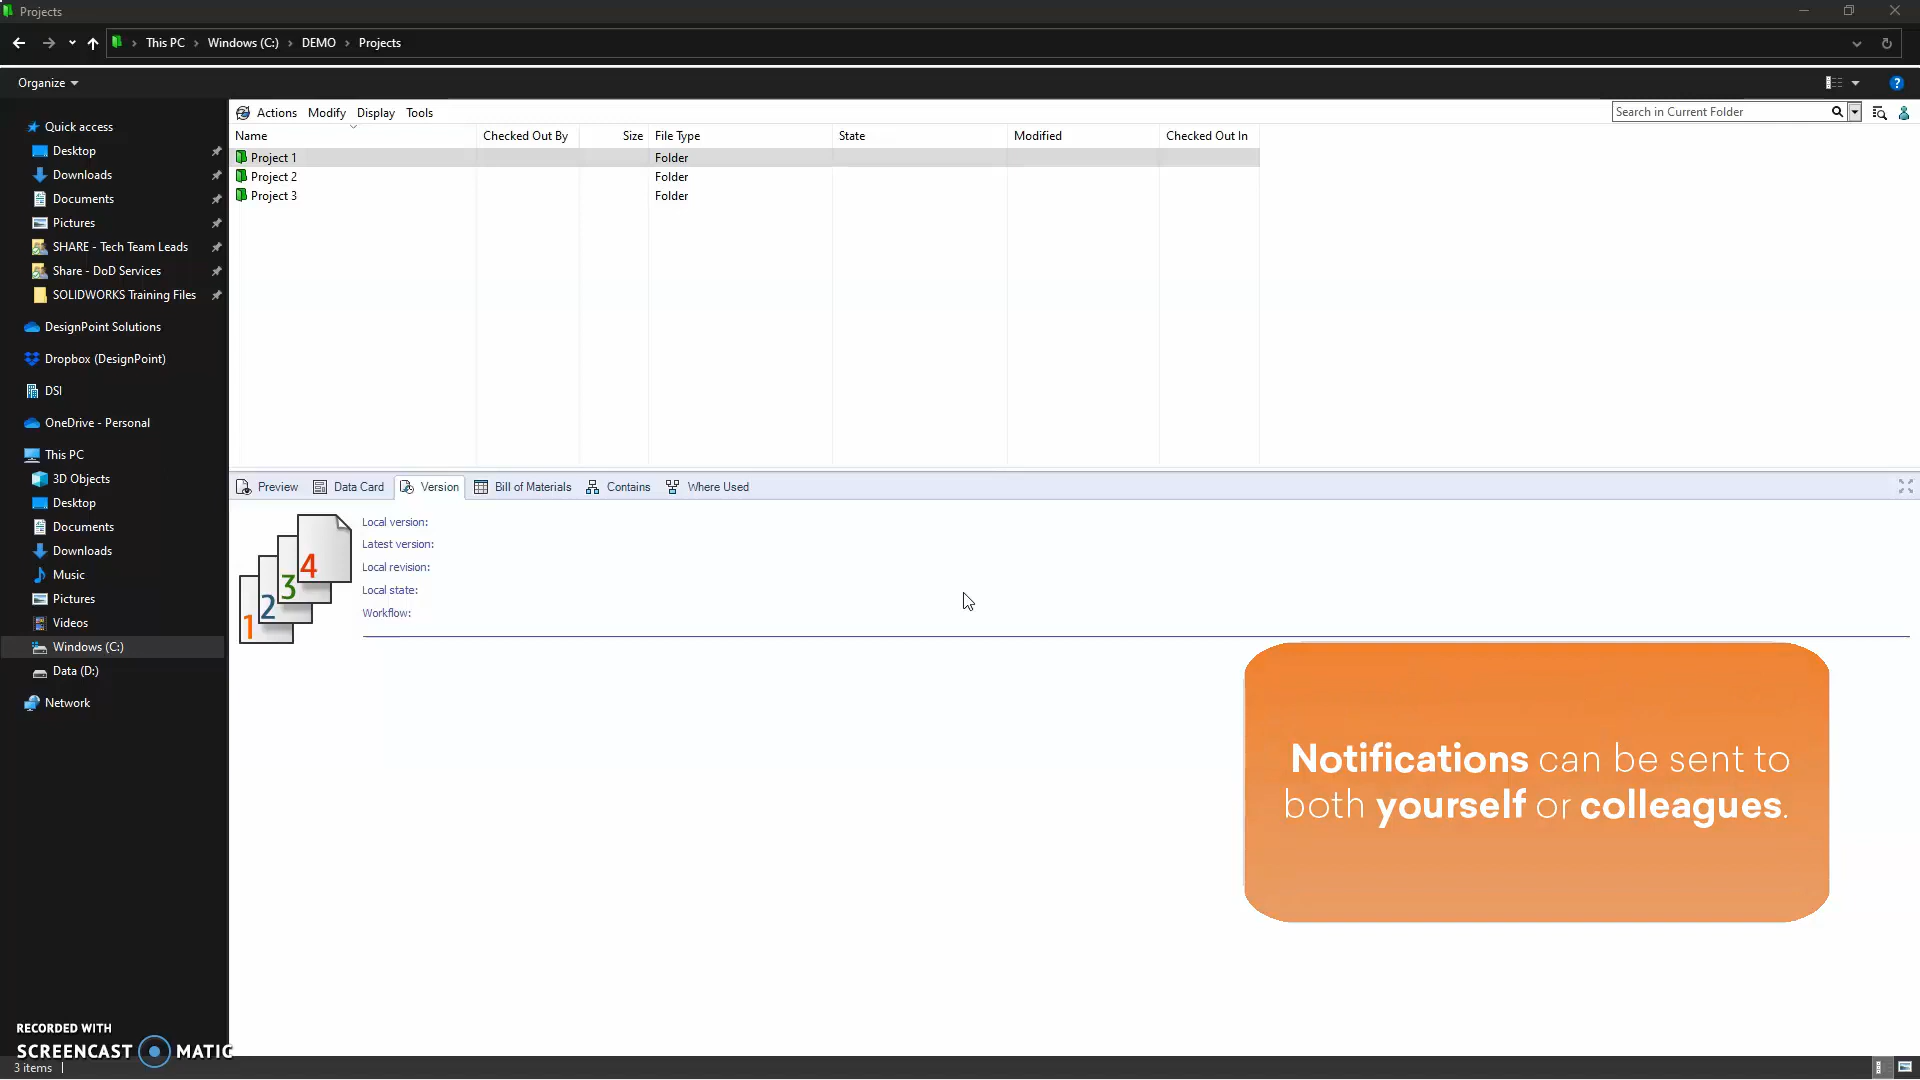 Projects
This PC
Windows (C:)
DEMO
Projects
Organize
?
Quick access
Desktop
Downloads
Documents
Pictures
SHARE - Tech Team Leads
Share - DoD Services
SOLIDWORKS Training Files
DesignPoint Solutions
Dropbox (DesignPoint)
DSI
OneDrive - Personal
This PC
3D Objects
Desktop
Documents
Downloads
Music
Pictures
Videos
Windows (C:)
Data (D:)
Network
Actions Modify Display Tools
Search in Current Folder
Name Checked Out By Size File Type State Modified Checked Out In
Project 1 Folder
Project 2 Folder
Project 3 Folder
Preview Data Card Version Bill of Materials Contains Where Used
1 2 3 4
Local version:
Latest version:
Local revision:
Local state:
Workflow:
Notifications can be sent to
both yourself or colleagues.
RECORDED WITH
SCREENCAST MATIC
3 items